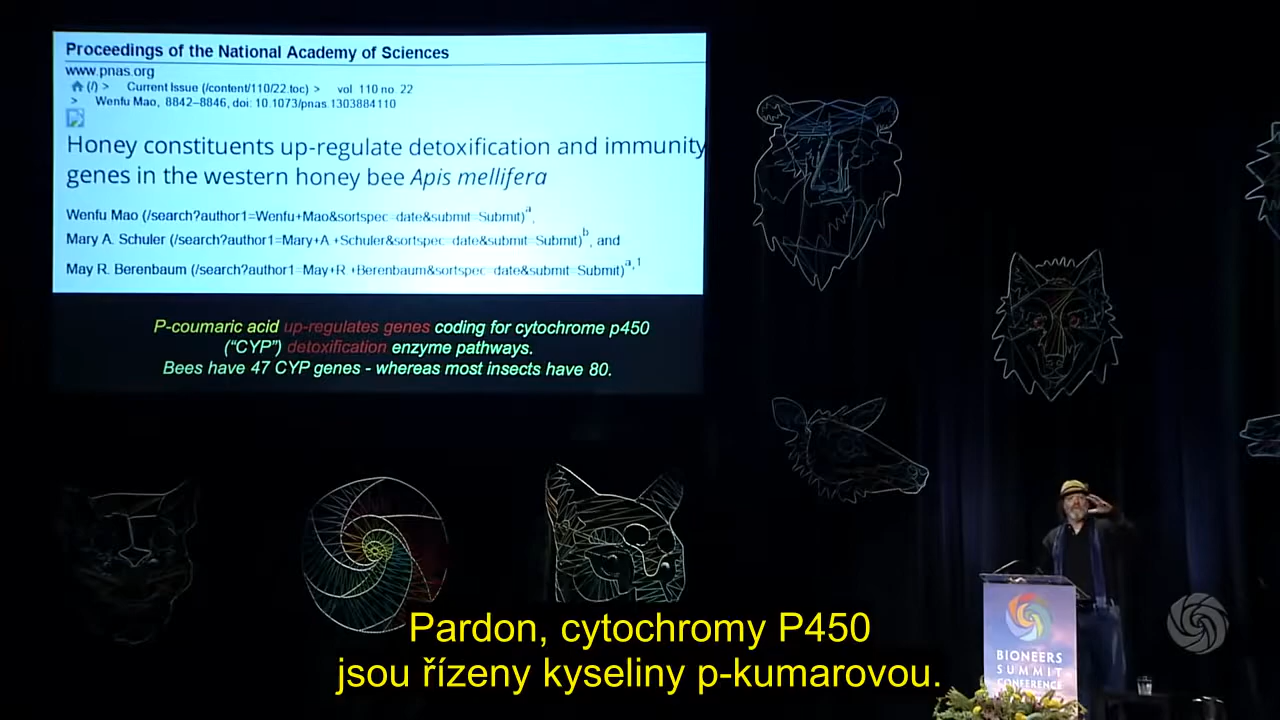 Proceedings of the National Academy of Sciences
www.pnas.org
(/) > Current Issue (/content/110/22.toc) > vol 110 no 22
> Wenfu Mao, 8842–8846, doi: 10.1073/pnas.1303884110
Honey constituents up-regulate detoxification and immunity
genes in the western honey bee Apis mellifera
Wenfu Mao (/search?author1=Wenfu+Mao&sortspec=date&submit=Submit)a,
Mary A. Schuler (/search?author1=Mary+A.+Schuler&sortspec=date&submit=Submit)b, and
May R. Berenbaum (/search?author1=May+R.+Berenbaum&sortspec=date&submit=Submit)a,1
P-coumaric acid up-regulates genes coding for cytochrome p450
("CYP") detoxification enzyme pathways.
Bees have 47 CYP genes - whereas most insects have 80.
BIONEERS
SUMMIT
CONFERENCE
Pardon, cytochromy P450
jsou řízeny kyseliny p-kumarovou.